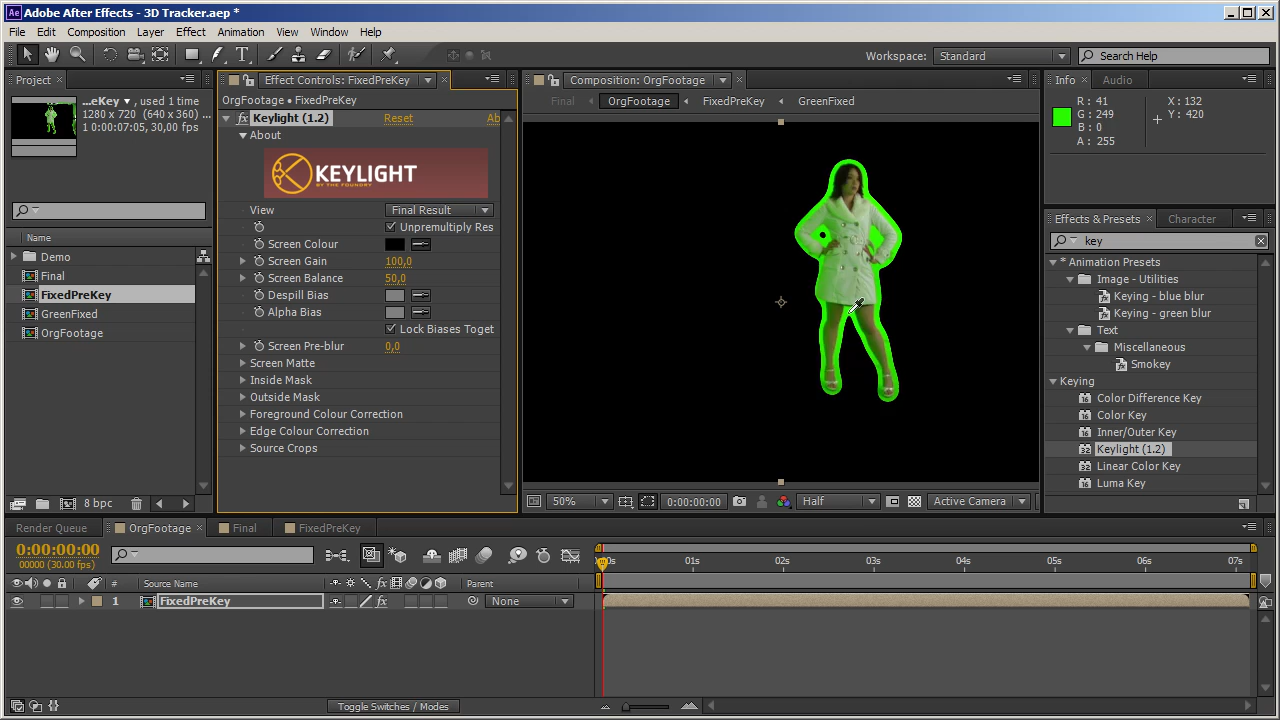 Adobe After Effects - 3D Tracker.aep *
File Edit Composition Layer Effect Animation View Window Help
Workspace: Standard Search Help
Project
...eKey ▼ , used 1 time
1280 x 720 (640 x 360) ...
Δ 0:00:07:05, 30,00 fps
Name
Demo
Final
FixedPreKey
GreenFixed
OrgFootage
8 bpc
Effect Controls: FixedPreKey
OrgFootage • FixedPreKey
fx Keylight (1.2) Reset Ab
About
KEYLIGHT
BY THE FOUNDRY
View Final Result
Unpremultiply Res
Screen Colour
Screen Gain 100,0
Screen Balance 50,0
Despill Bias
Alpha Bias
Lock Biases Toget
Screen Pre-blur 0,0
Screen Matte
Inside Mask
Outside Mask
Foreground Colour Correction
Edge Colour Correction
Source Crops
Composition: OrgFootage
Final OrgFootage FixedPreKey GreenFixed
50% 0:00:00:00 Half Active Camera
Info Audio
R : 41
G : 249
B : 0
A : 255
X : 132
Y : 420
Effects & Presets Character
key
* Animation Presets
Image - Utilities
Keying - blue blur
Keying - green blur
Text
Miscellaneous
Smokey
Keying
Color Difference Key
Color Key
Inner/Outer Key
Keylight (1.2)
Linear Color Key
Luma Key
Render Queue OrgFootage Final FixedPreKey
0:00:00:00
00000 (30.00 fps)
# Source Name Parent
1 FixedPreKey None
:00s 01s 02s 03s 04s 05s 06s 07s
Toggle Switches / Modes